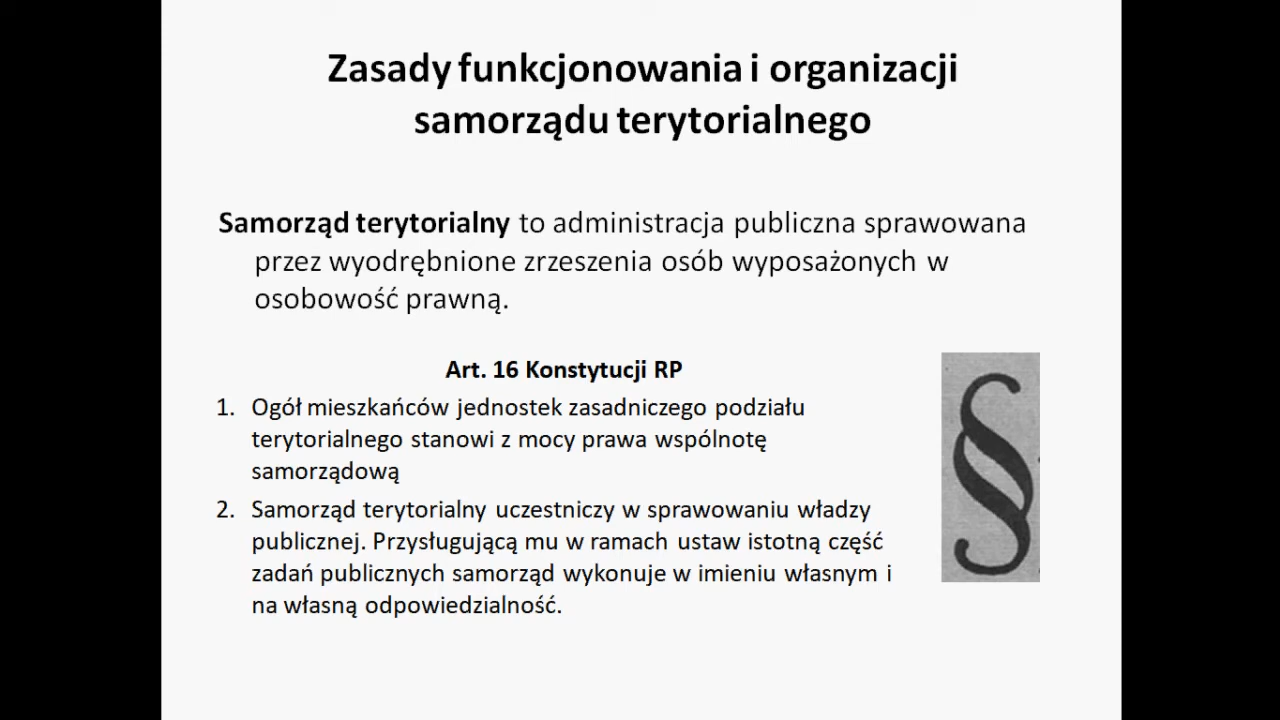 Zasady funkcjonowania i organizacji
samorządu terytorialnego
Samorząd terytorialny to administracja publiczna sprawowana
przez wyodrębnione zrzeszenia osób wyposażonych w
osobowość prawną.
Art. 16 Konstytucji RP
1. Ogół mieszkańców jednostek zasadniczego podziału
terytorialnego stanowi z mocy prawa wspólnotę
samorządową
2. Samorząd terytorialny uczestniczy w sprawowaniu władzy
publicznej. Przysługującą mu w ramach ustaw istotną część
zadań publicznych samorząd wykonuje w imieniu własnym i
na własną odpowiedzialność.
§